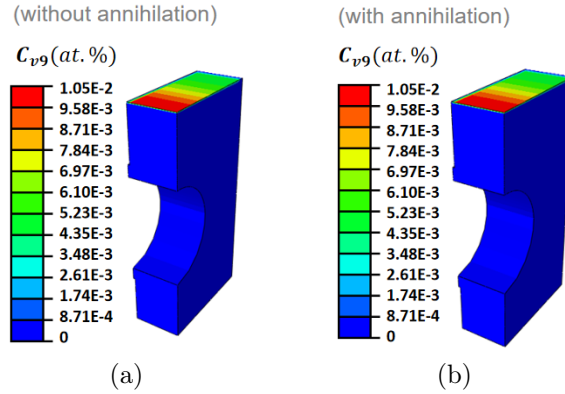 (without annihilation)
(with annihilation)
C_{v9}(at.%)
1.05E-2
9.58E-3
8.71E-3
7.84E-3
6.97E-3
6.10E-3
5.23E-3
4.35E-3
3.48E-3
2.61E-3
1.74E-3
8.71E-4
0
C_{v9}(at.%)
1.05E-2
9.58E-3
8.71E-3
7.84E-3
6.97E-3
6.10E-3
5.23E-3
4.35E-3
3.48E-3
2.61E-3
1.74E-3
8.71E-4
0
(a)
(b)